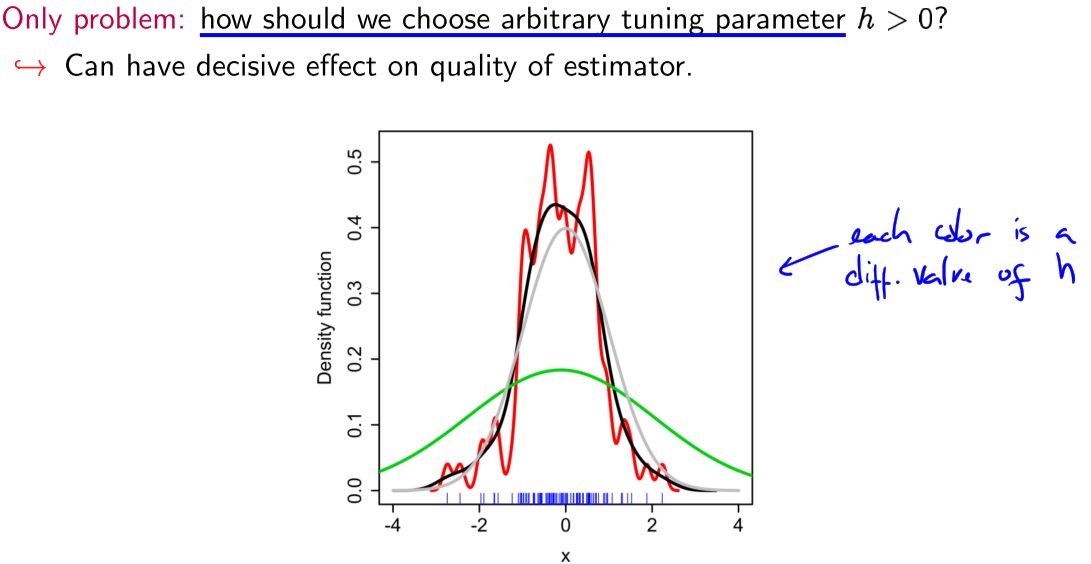 Only problem: how should we choose arbitrary tuning parameter h > 0?
↪ Can have decisive effect on quality of estimator.
each color is a
diff. value of h
Density function
0.5
0.4
0.3
0.2
0.1
0.0
-4 -2 0 2 4
x